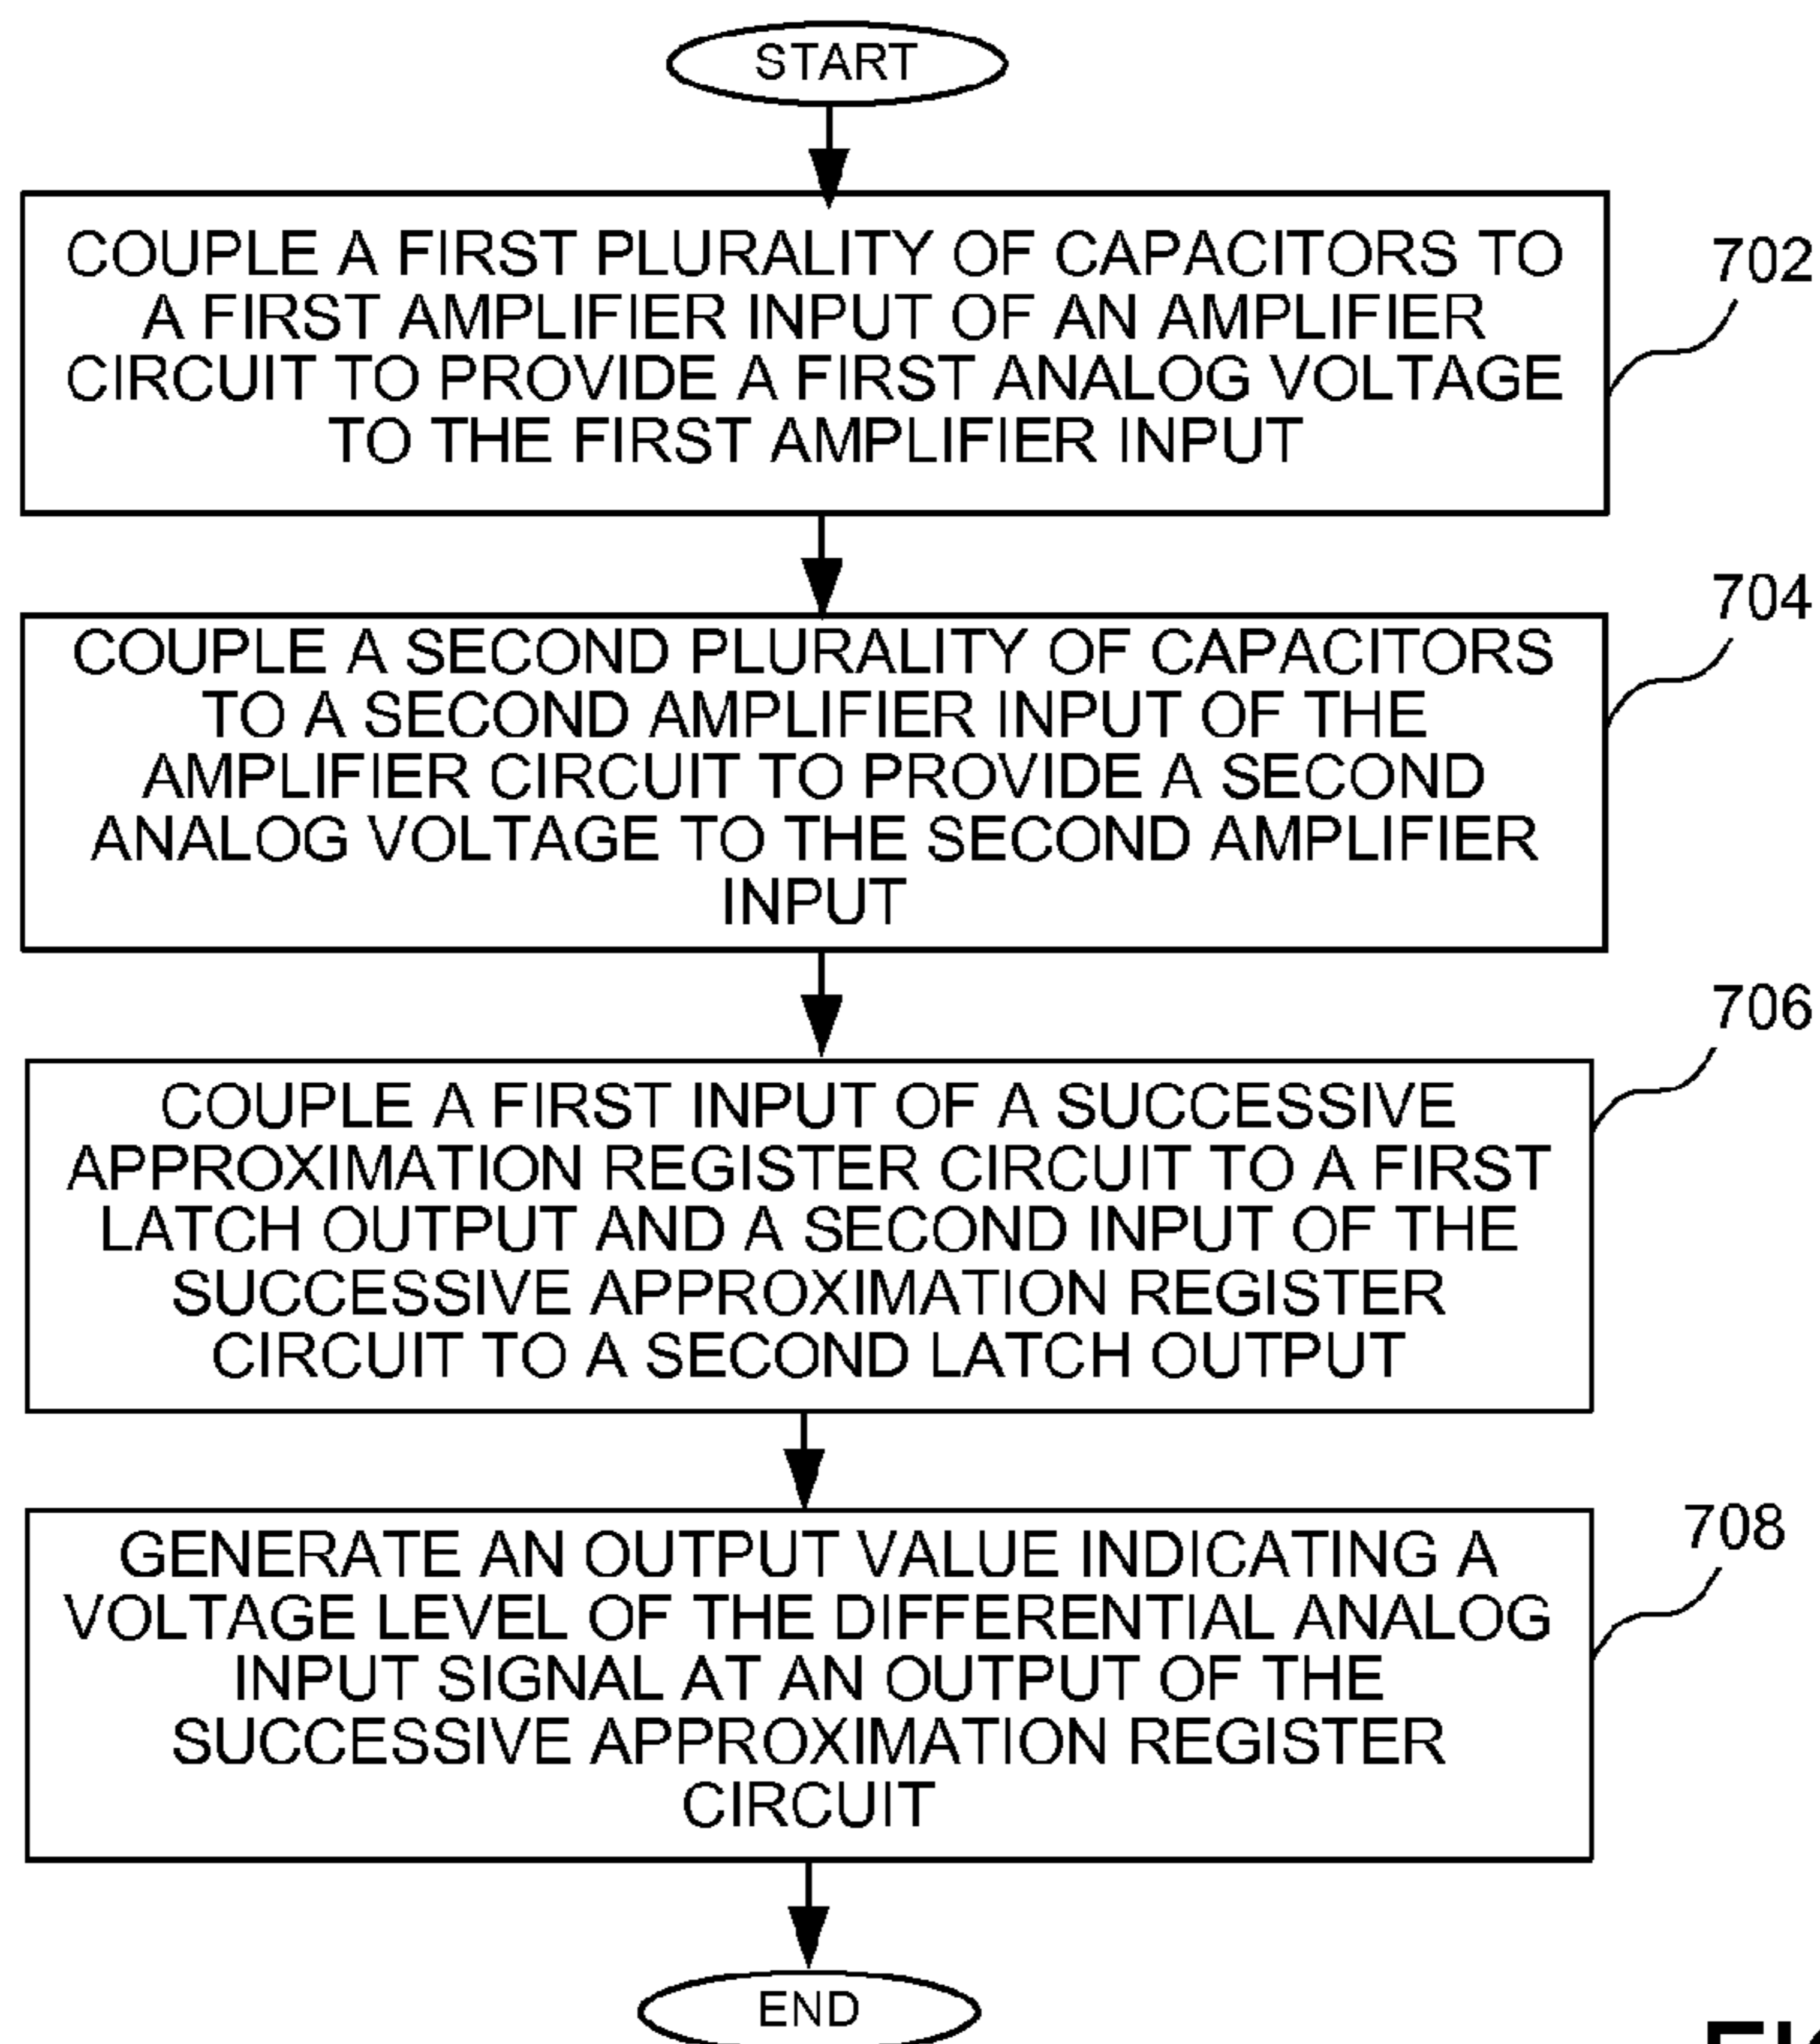 START
COUPLE A FIRST PLURALITY OF CAPACITORS TO
A FIRST AMPLIFIER INPUT OF AN AMPLIFIER
CIRCUIT TO PROVIDE A FIRST ANALOG VOLTAGE
TO THE FIRST AMPLIFIER INPUT
702
COUPLE A SECOND PLURALITY OF CAPACITORS
TO A SECOND AMPLIFIER INPUT OF THE
AMPLIFIER CIRCUIT TO PROVIDE A SECOND
ANALOG VOLTAGE TO THE SECOND AMPLIFIER
INPUT
704
COUPLE A FIRST INPUT OF A SUCCESSIVE
APPROXIMATION REGISTER CIRCUIT TO A FIRST
LATCH OUTPUT AND A SECOND INPUT OF THE
SUCCESSIVE APPROXIMATION REGISTER
CIRCUIT TO A SECOND LATCH OUTPUT
706
GENERATE AN OUTPUT VALUE INDICATING A
VOLTAGE LEVEL OF THE DIFFERENTIAL ANALOG
INPUT SIGNAL AT AN OUTPUT OF THE
SUCCESSIVE APPROXIMATION REGISTER
CIRCUIT
708
END